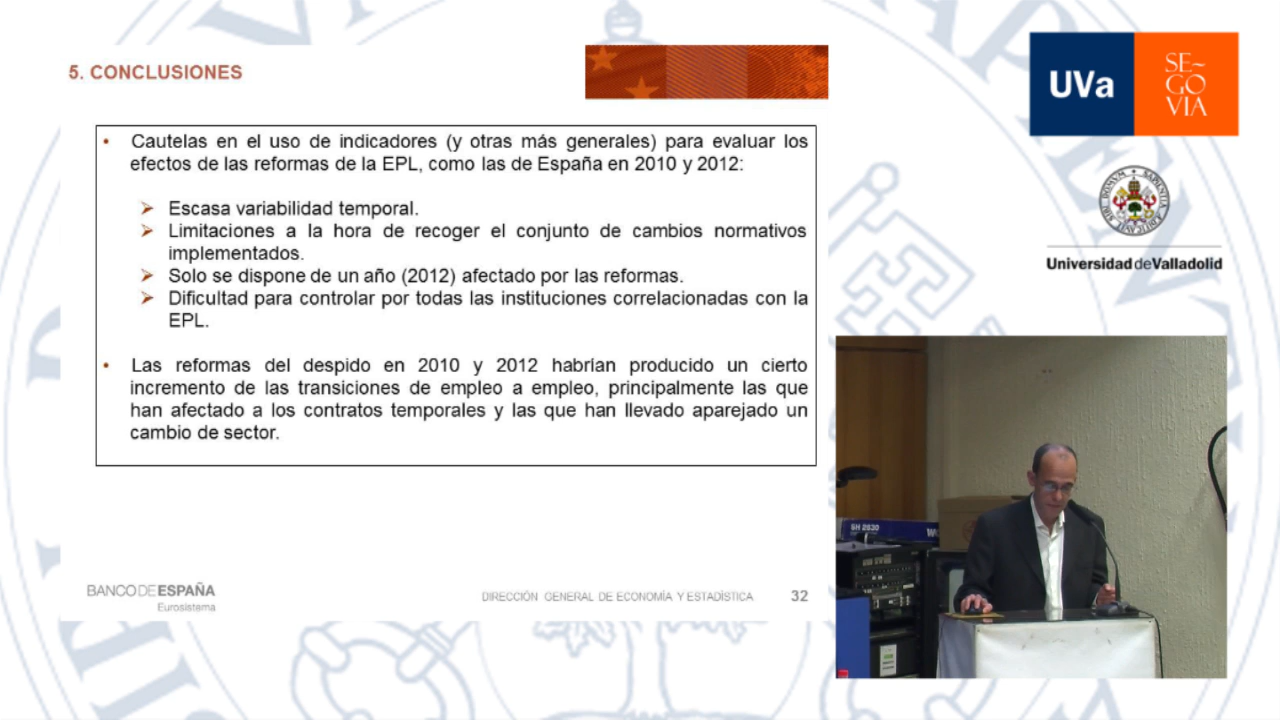 5. CONCLUSIONES
• Cautelas en el uso de indicadores (y otras más generales) para evaluar los
efectos de las reformas de la EPL, como las de España en 2010 y 2012:
➢ Escasa variabilidad temporal.
➢ Limitaciones a la hora de recoger el conjunto de cambios normativos
implementados.
➢ Solo se dispone de un año (2012) afectado por las reformas.
➢ Dificultad para controlar por todas las instituciones correlacionadas con la
EPL.
• Las reformas del despido en 2010 y 2012 habrían producido un cierto
incremento de las transiciones de empleo a empleo, principalmente las que
han afectado a los contratos temporales y las que han llevado aparejado un
cambio de sector.
BANCO DE ESPAÑA
Eurosistema
DIRECCIÓN GENERAL DE ECONOMÍA Y ESTADÍSTICA
32
UVa
SE~
GO
VIA
Universidad de Valladolid